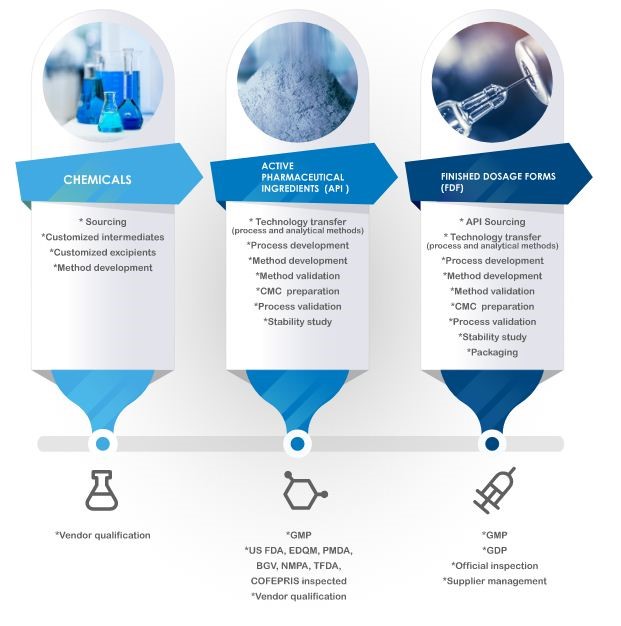 CHEMICALS
* Sourcing
*Customized intermediates
*Customized excipients
*Method development
ACTIVE
PHARMACEUTICAL
INGREDIENTS (API )
* Technology transfer
(process and analytical methods)
*Process development
*Method development
*Method validation
*CMC preparation
*Process validation
*Stability study
FINISHED DOSAGE FORMS
(FDF)
* API Sourcing
* Technology transfer
(process and analytical methods)
*Process development
*Method development
*Method validation
*CMC preparation
*Process validation
*Stability study
*Packaging
*Vendor qualification
*GMP
*US FDA, EDQM, PMDA,
BGV, NMPA, TFDA,
COFEPRIS inspected
*Vendor qualification
*GMP
*GDP
*Official inspection
*Supplier management